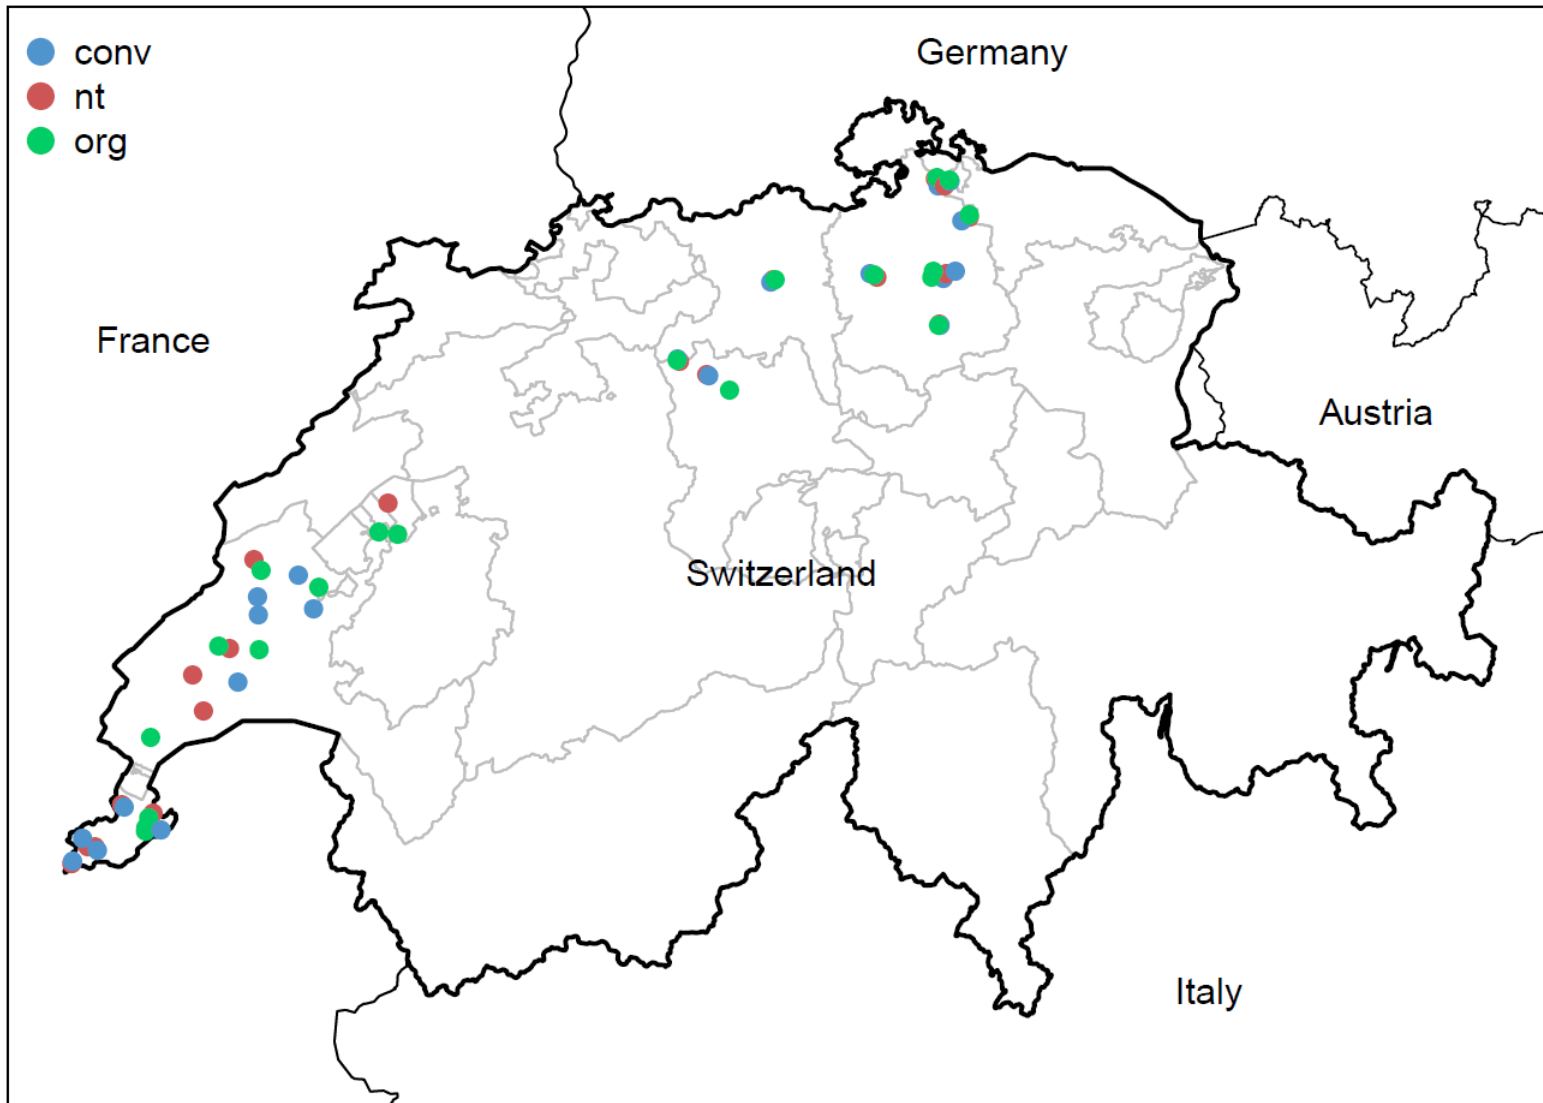 conv
nt
org
Germany
France
Austria
Switzerland
Italy